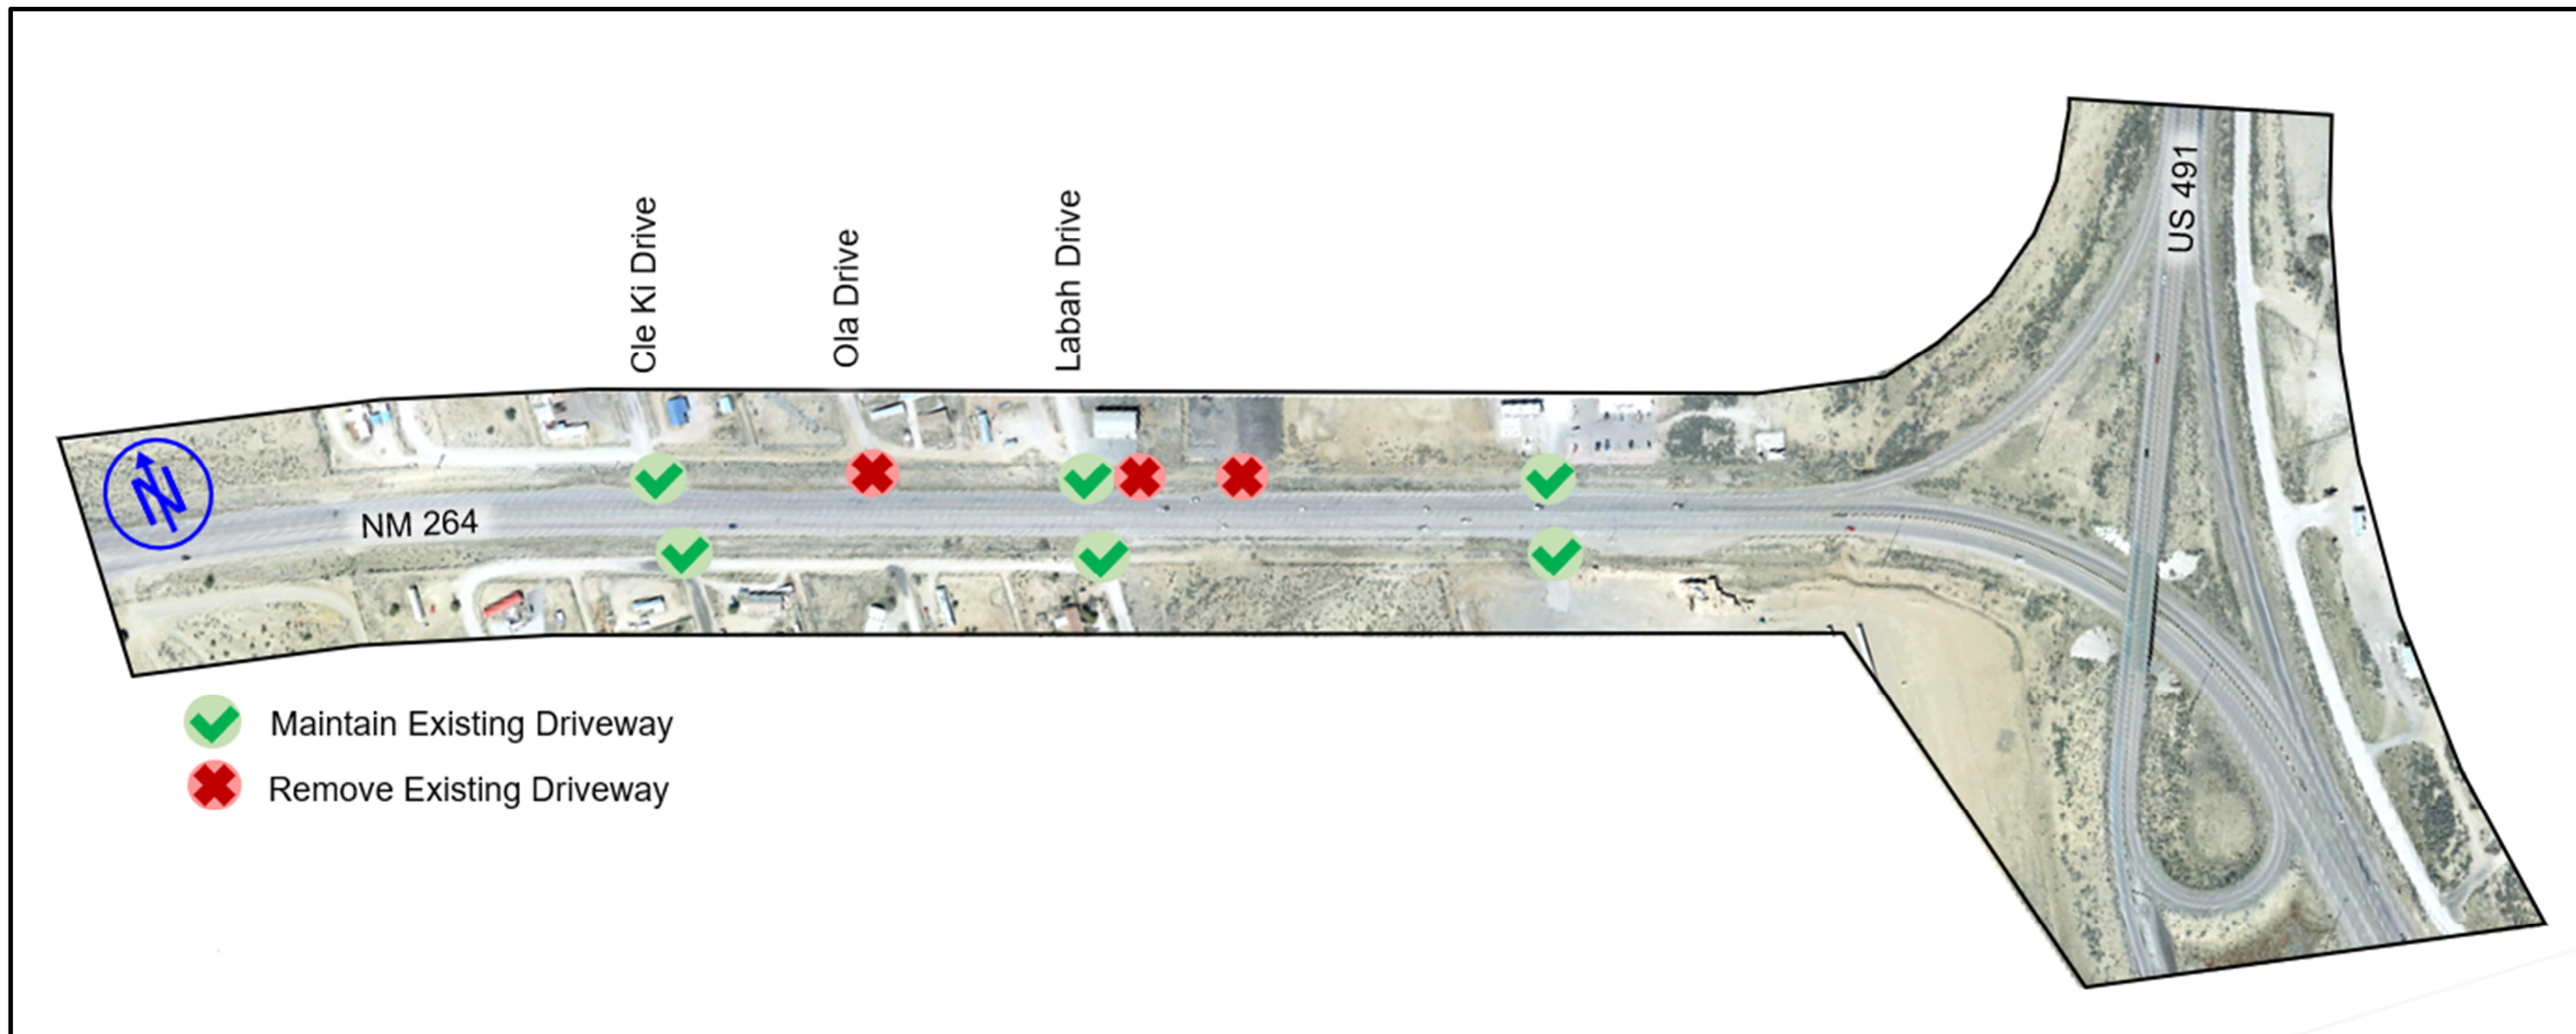 Cle Ki Drive
Ola Drive
Labah Drive
US 491
N
NM 264
Maintain Existing Driveway
Remove Existing Driveway